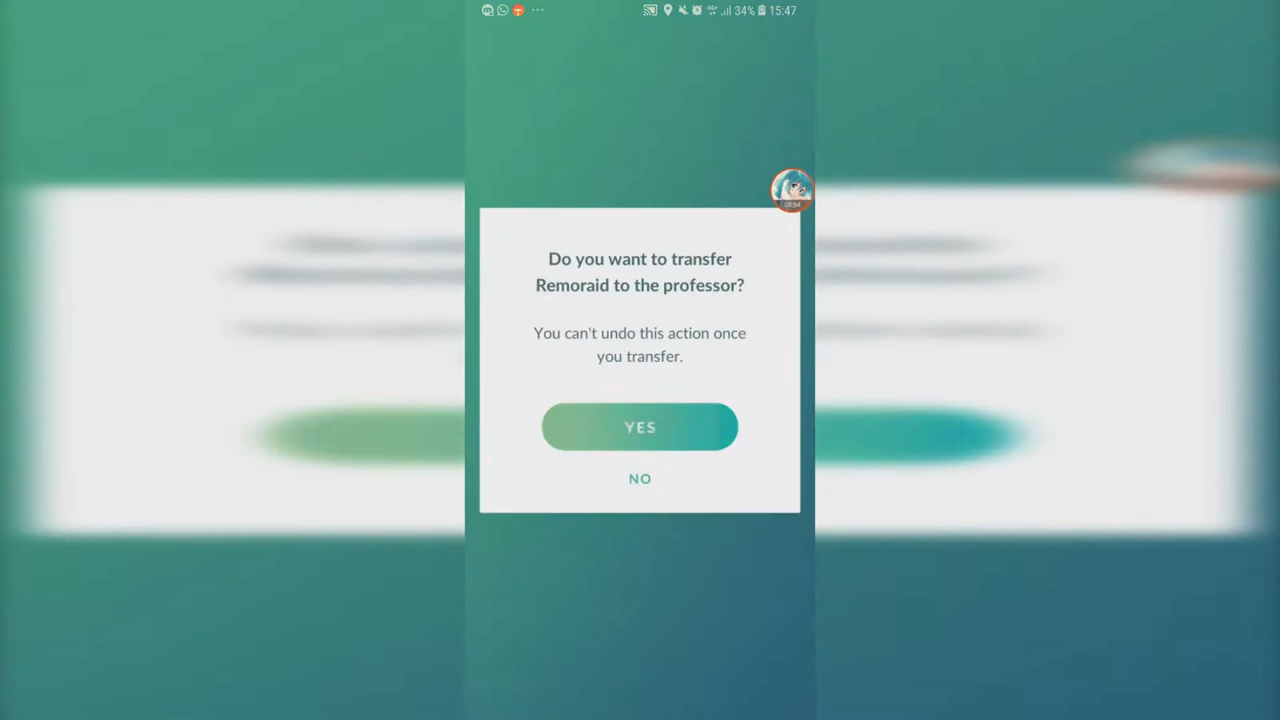 34% 15:47
Do you want to transfer
Remoraid to the professor?
You can't undo this action once
you transfer.
YES
NO